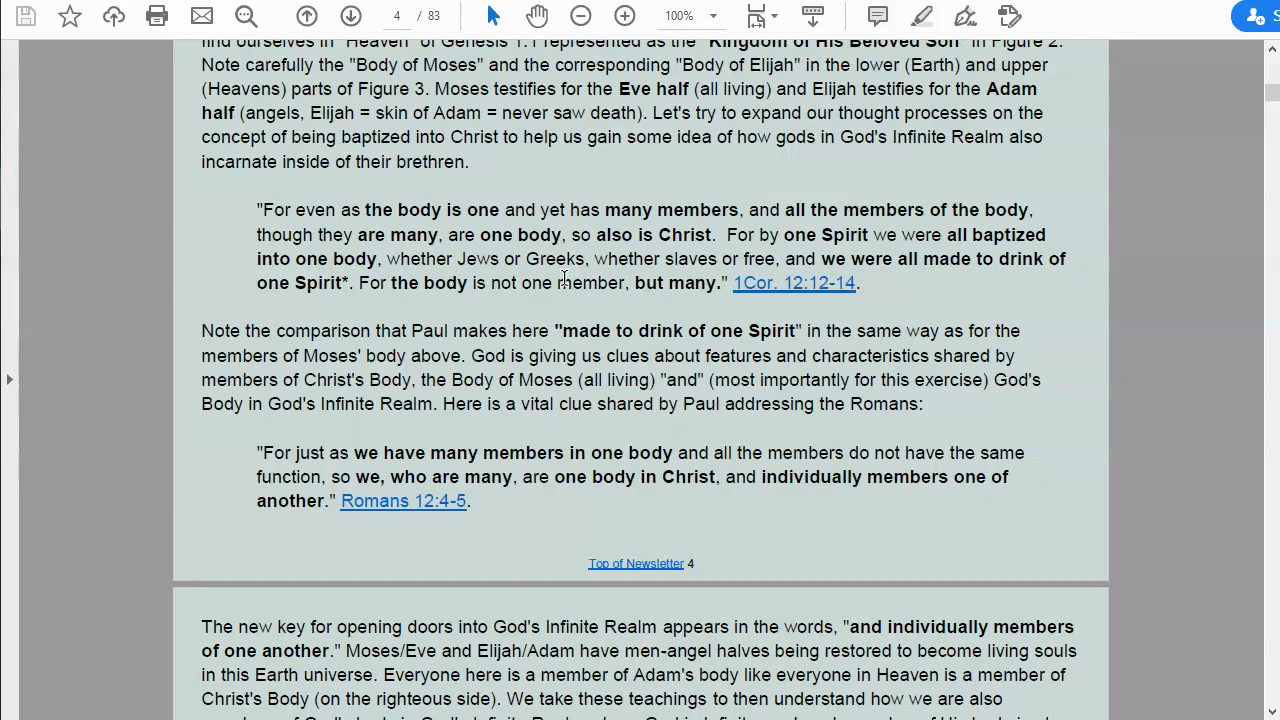 4 / 83 100% S
find ourselves in "Heaven" of Genesis 1:1 represented as the "Kingdom of His Beloved Son" in Figure 2.
Note carefully the "Body of Moses" and the corresponding "Body of Elijah" in the lower (Earth) and upper
(Heavens) parts of Figure 3. Moses testifies for the Eve half (all living) and Elijah testifies for the Adam
half (angels, Elijah = skin of Adam = never saw death). Let's try to expand our thought processes on the
concept of being baptized into Christ to help us gain some idea of how gods in God's Infinite Realm also
incarnate inside of their brethren.
"For even as the body is one and yet has many members, and all the members of the body,
though they are many, are one body, so also is Christ. For by one Spirit we were all baptized
into one body, whether Jews or Greeks, whether slaves or free, and we were all made to drink of
one Spirit*. For the body is not one member, but many." 1Cor. 12:12-14.
Note the comparison that Paul makes here "made to drink of one Spirit" in the same way as for the
members of Moses' body above. God is giving us clues about features and characteristics shared by
members of Christ's Body, the Body of Moses (all living) "and" (most importantly for this exercise) God's
Body in God's Infinite Realm. Here is a vital clue shared by Paul addressing the Romans:
"For just as we have many members in one body and all the members do not have the same
function, so we, who are many, are one body in Christ, and individually members one of
another." Romans 12:4-5.
Top of Newsletter 4
The new key for opening doors into God's Infinite Realm appears in the words, "and individually members
of one another." Moses/Eve and Elijah/Adam have men-angel halves being restored to become living souls
in this Earth universe. Everyone here is a member of Adam's body like everyone in Heaven is a member of
Christ's Body (on the righteous side). We take these teachings to then understand how we are also